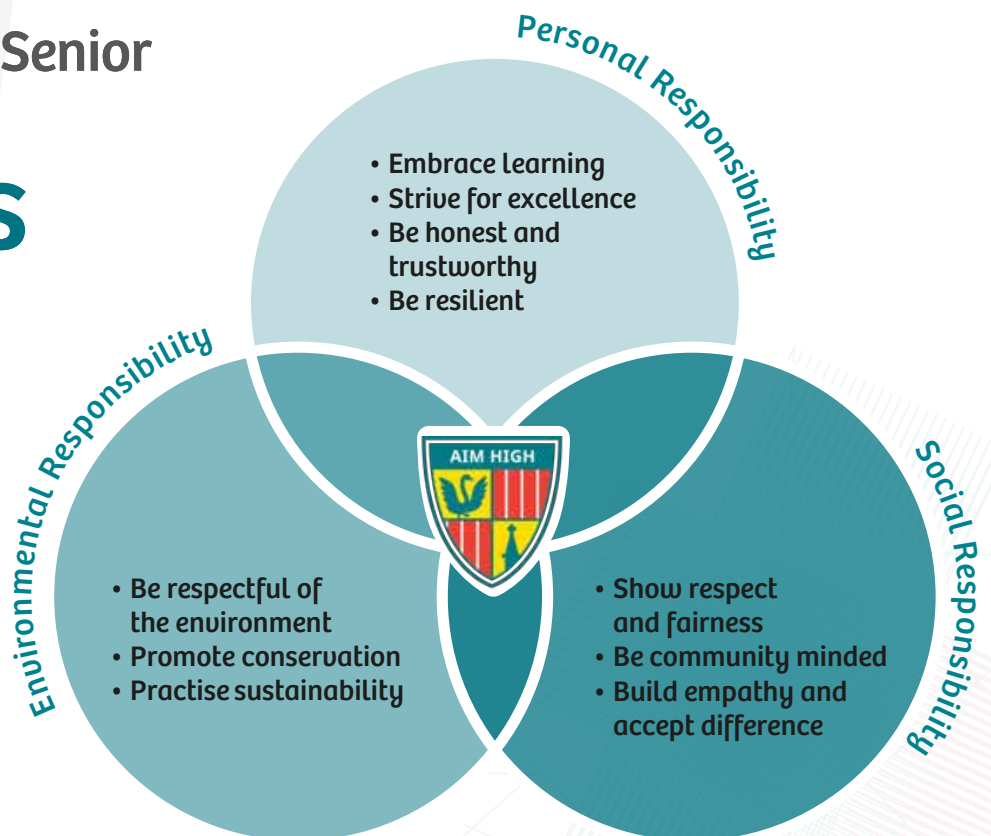 Senior
s
Personal Responsibility
• Embrace learning
• Strive for excellence
• Be honest and
trustworthy
• Be resilient
Environmental Responsibility
• Be respectful of
the environment
• Promote conservation
• Practise sustainability
AIM HIGH
Social Responsibility
• Show respect
and fairness
• Be community minded
• Build empathy and
accept difference